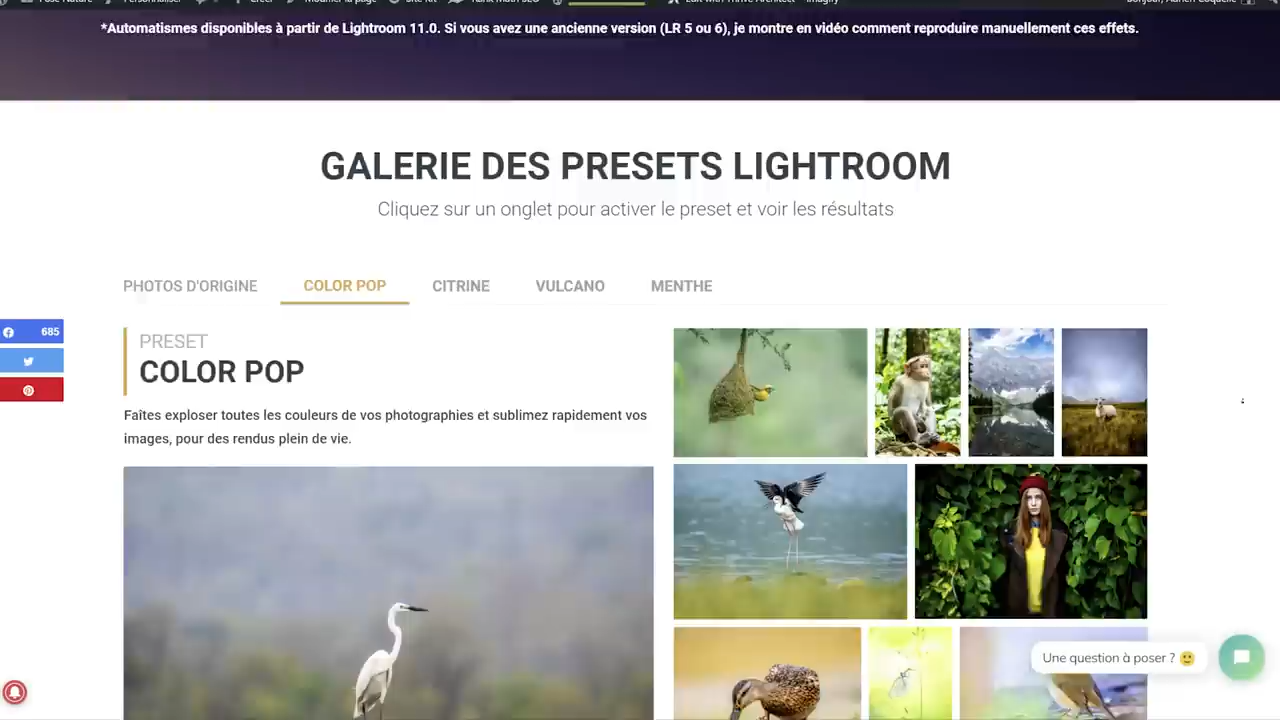 *Automatismes disponibles à partir de Lightroom 11.0. Si vous avez une ancienne version (LR 5 ou 6), je montre en vidéo comment reproduire manuellement ces effets.
GALERIE DES PRESETS LIGHTROOM
Cliquez sur un onglet pour activer le preset et voir les résultats
PHOTOS D'ORIGINE COLOR POP CITRINE VULCANO MENTHE
685
PRESET
COLOR POP
Faîtes exploser toutes les couleurs de vos photographies et sublimez rapidement vos
images, pour des rendus plein de vie.
Une question à poser ?